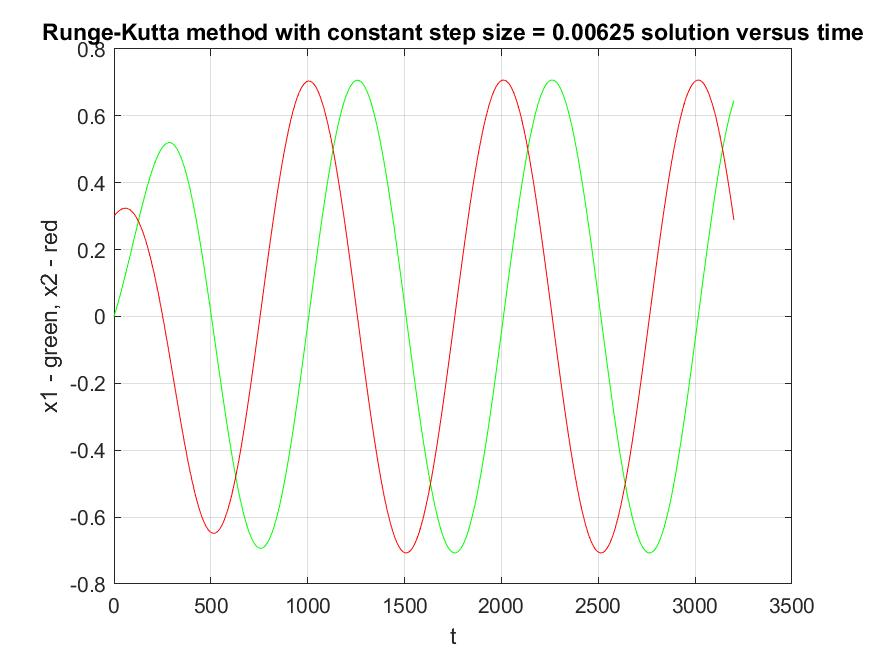 Runge-Kutta method with constant step size = 0.00625 solution versus time
0.8
0.6
0.4
0.2
0
-0.2
-0.4
-0.6
-0.8
x1 - green, x2 - red
0 500 1000 1500 2000 2500 3000 3500
t